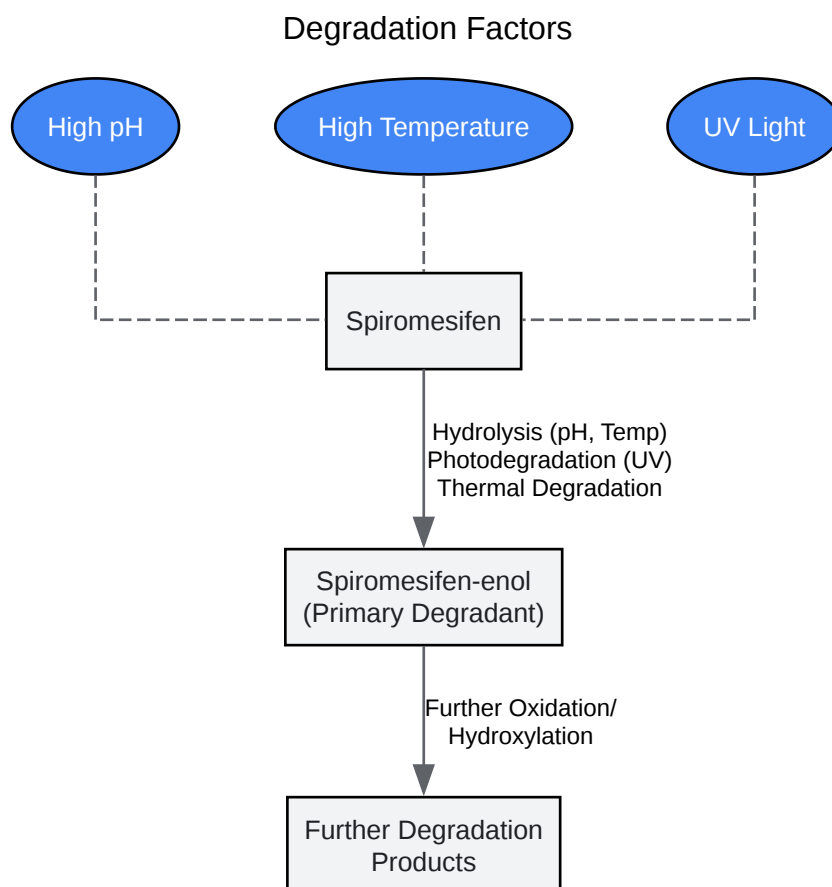 Degradation Factors
High pH
High Temperature
UV Light
Spiromesifen
Hydrolysis (pH, Temp)
Photodegradation (UV)
Thermal Degradation
Spiromesifen-enol
(Primary Degradant)
Further Oxidation/
Hydroxylation
Further Degradation
Products